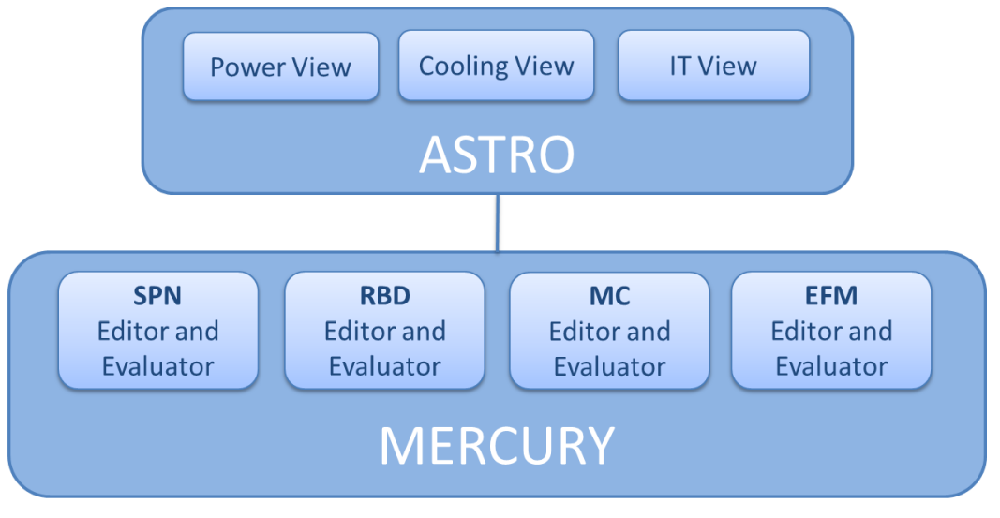 Power View
Cooling View
IT View
ASTRO
SPN
Editor and
Evaluator
RBD
Editor and
Evaluator
MC
Editor and
Evaluator
EFM
Editor and
Evaluator
MERCURY